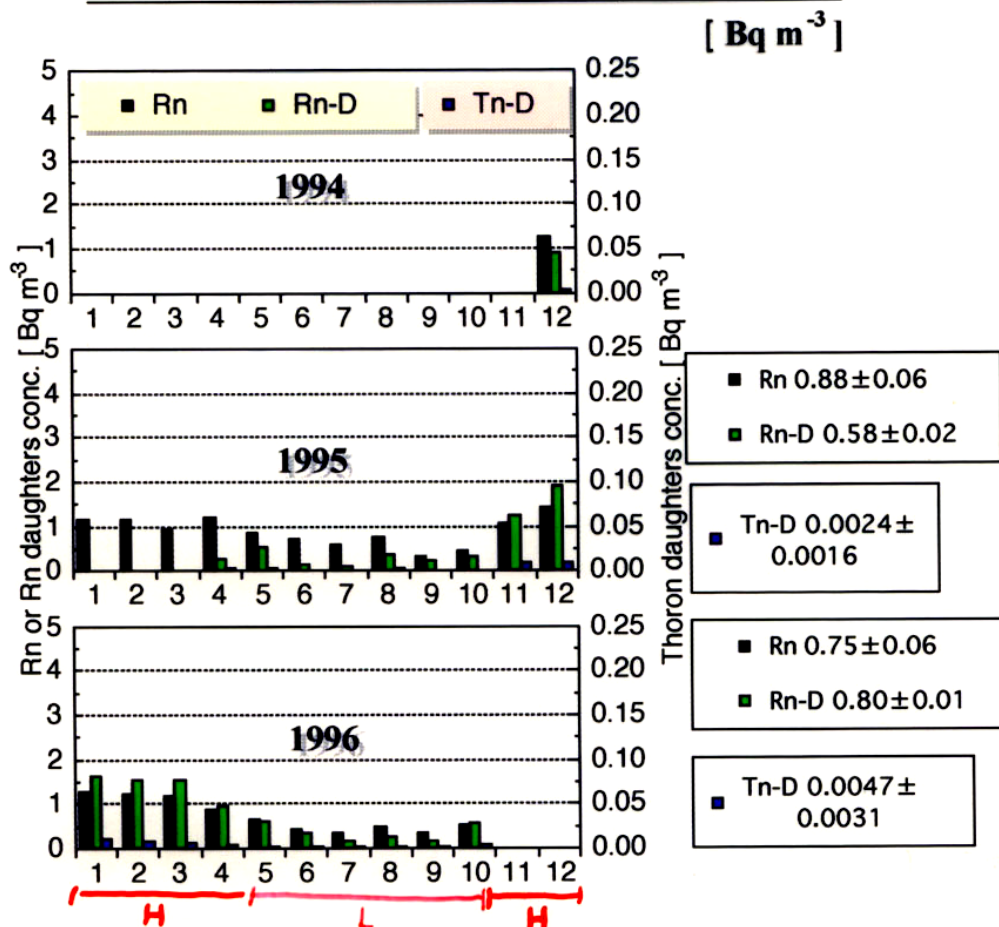 [ Bq m-3 ]
5 4 3 2 1 0
Rn Rn-D Tn-D
1994
0.25 0.20 0.15 0.10 0.05 0.00
1 2 3 4 5 6 7 8 9 10 11 12
Rn or Rn daughters conc. [ Bq m-3 ]
Thoron daughters conc. [ Bq m-3 ]
5 4 3 2 1 0
1995
0.25 0.20 0.15 0.10 0.05 0.00
1 2 3 4 5 6 7 8 9 10 11 12
Rn 0.88±0.06
Rn-D 0.58±0.02
Tn-D 0.0024±
0.0016
5 4 3 2 1 0
1996
0.25 0.20 0.15 0.10 0.05 0.00
1 2 3 4 5 6 7 8 9 10 11 12
Rn 0.75±0.06
Rn-D 0.80±0.01
Tn-D 0.0047±
0.0031
H L H